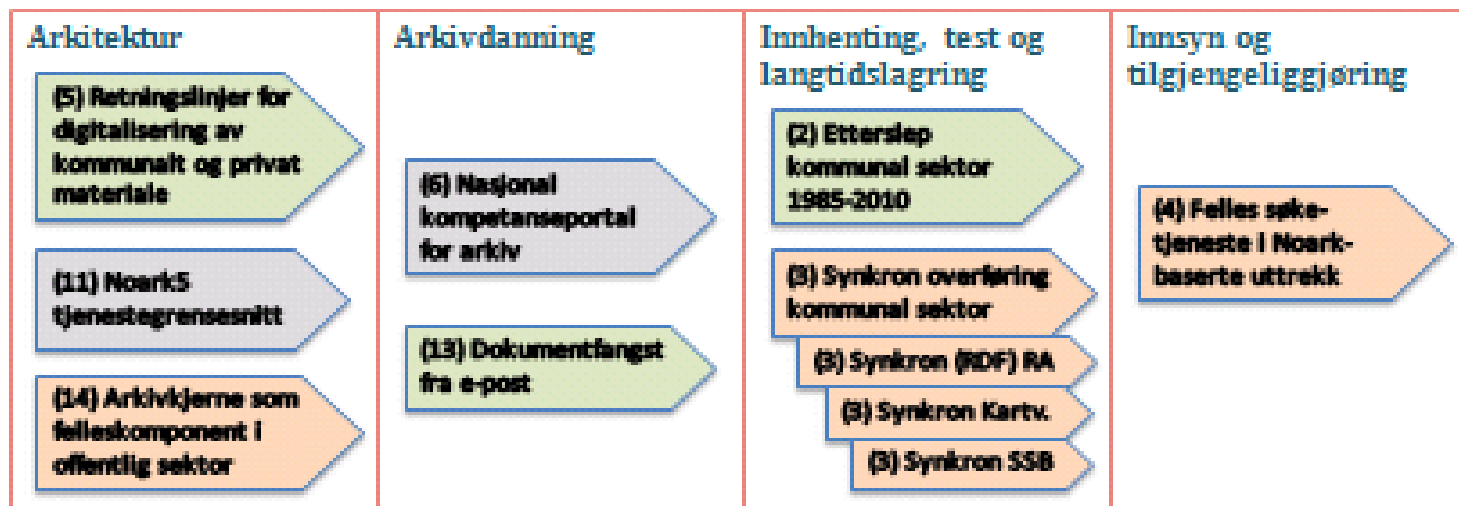 Arkitektur
(5) Retningslinjer for
digitalisering av
kommunalt og privat
materiale
(11) Noark5
tjenestegrensesnitt
(14) Arkivkjerne som
felleskomponent i
offentlig sektor
Arkivdanning
(6) Nasjonal
kompetanseportal
for arkiv
(13) Dokumentfangst
fra e-post
Innhenting, test og
langtidslagring
(2) Etterslep
kommunal sektor
1985-2010
(3) Synkron overføring
kommunal sektor
(3) Synkron (RDF) RA
(3) Synkron Kartv.
(3) Synkron SSB
Innsyn og
tilgjengeliggjøring
(4) Felles søke-
tjeneste i Noark-
baserte uttrekk